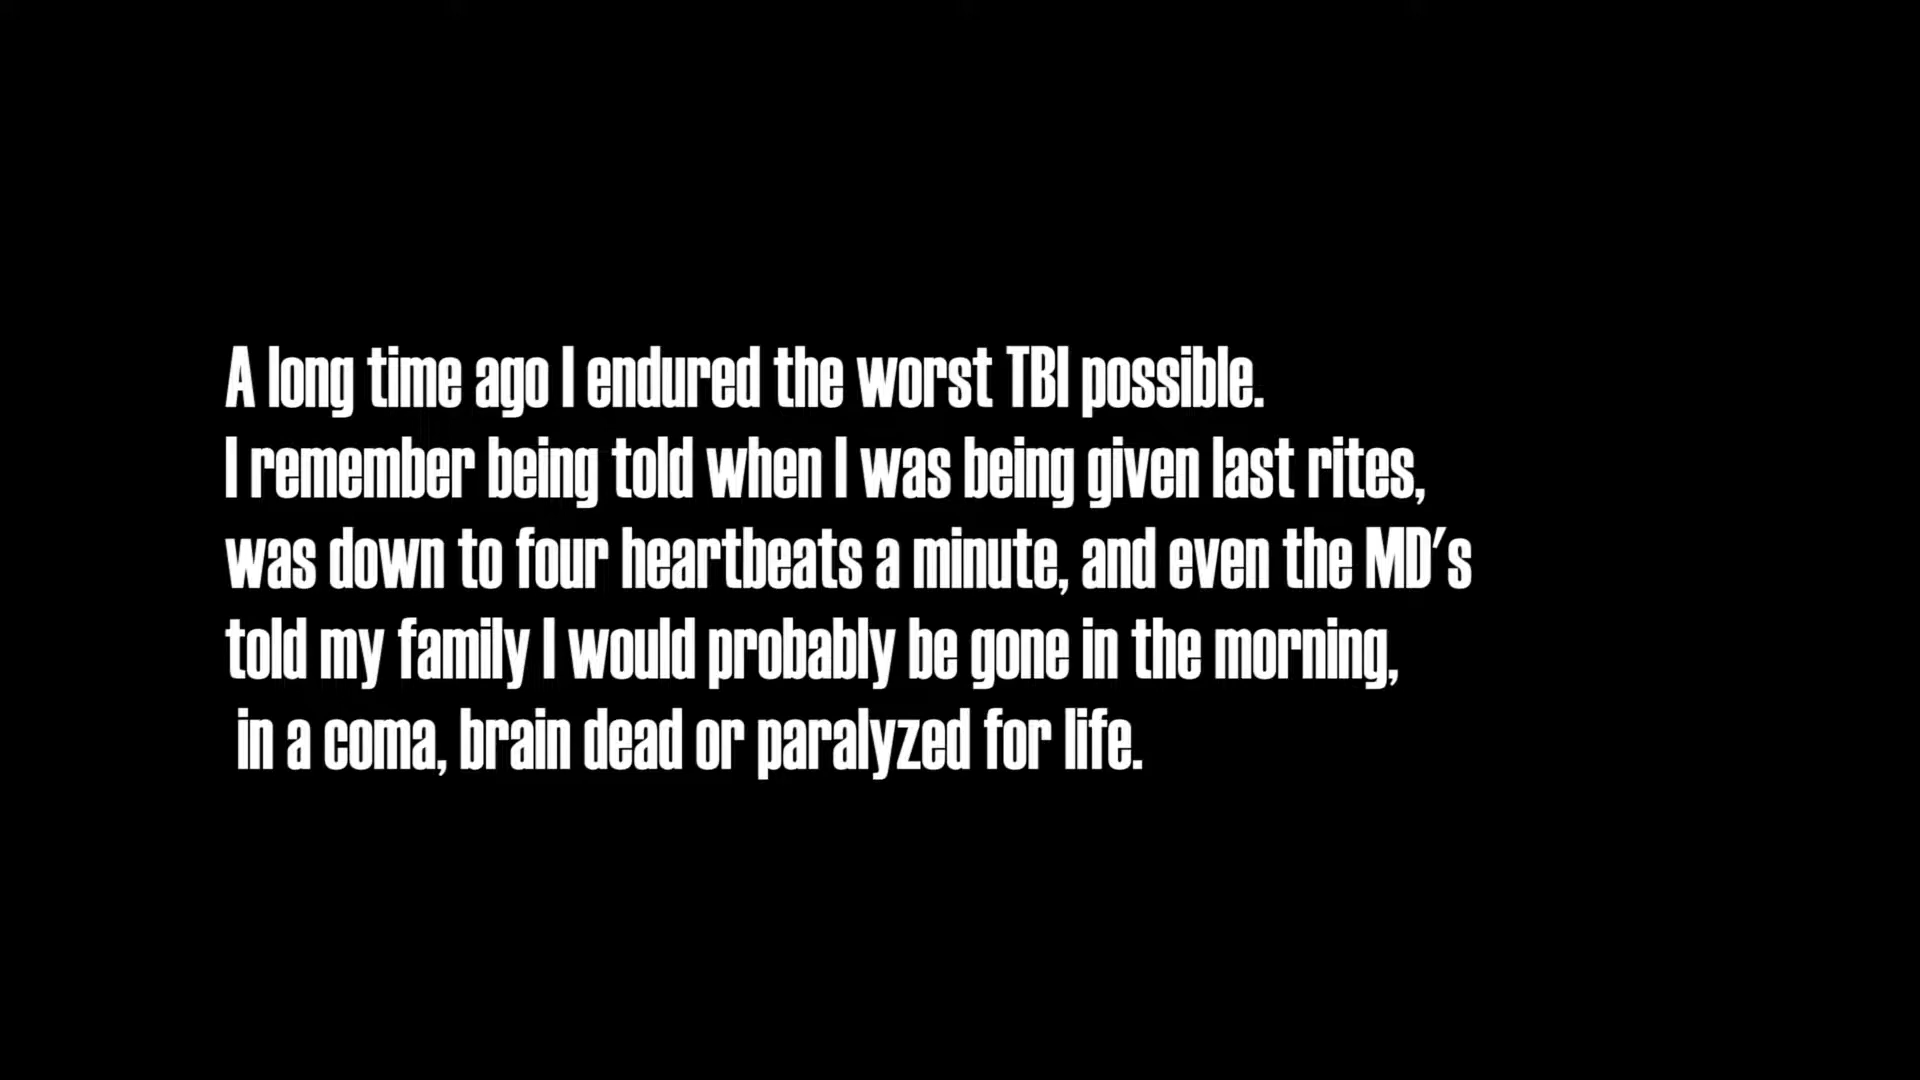 A long time ago I endured the worst TBI possible.
I remember being told when I was being given last rites,
was down to four heartbeats a minute, and even the MD's
told my family I would probably be gone in the morning,
in a coma, brain dead or paralyzed for life.